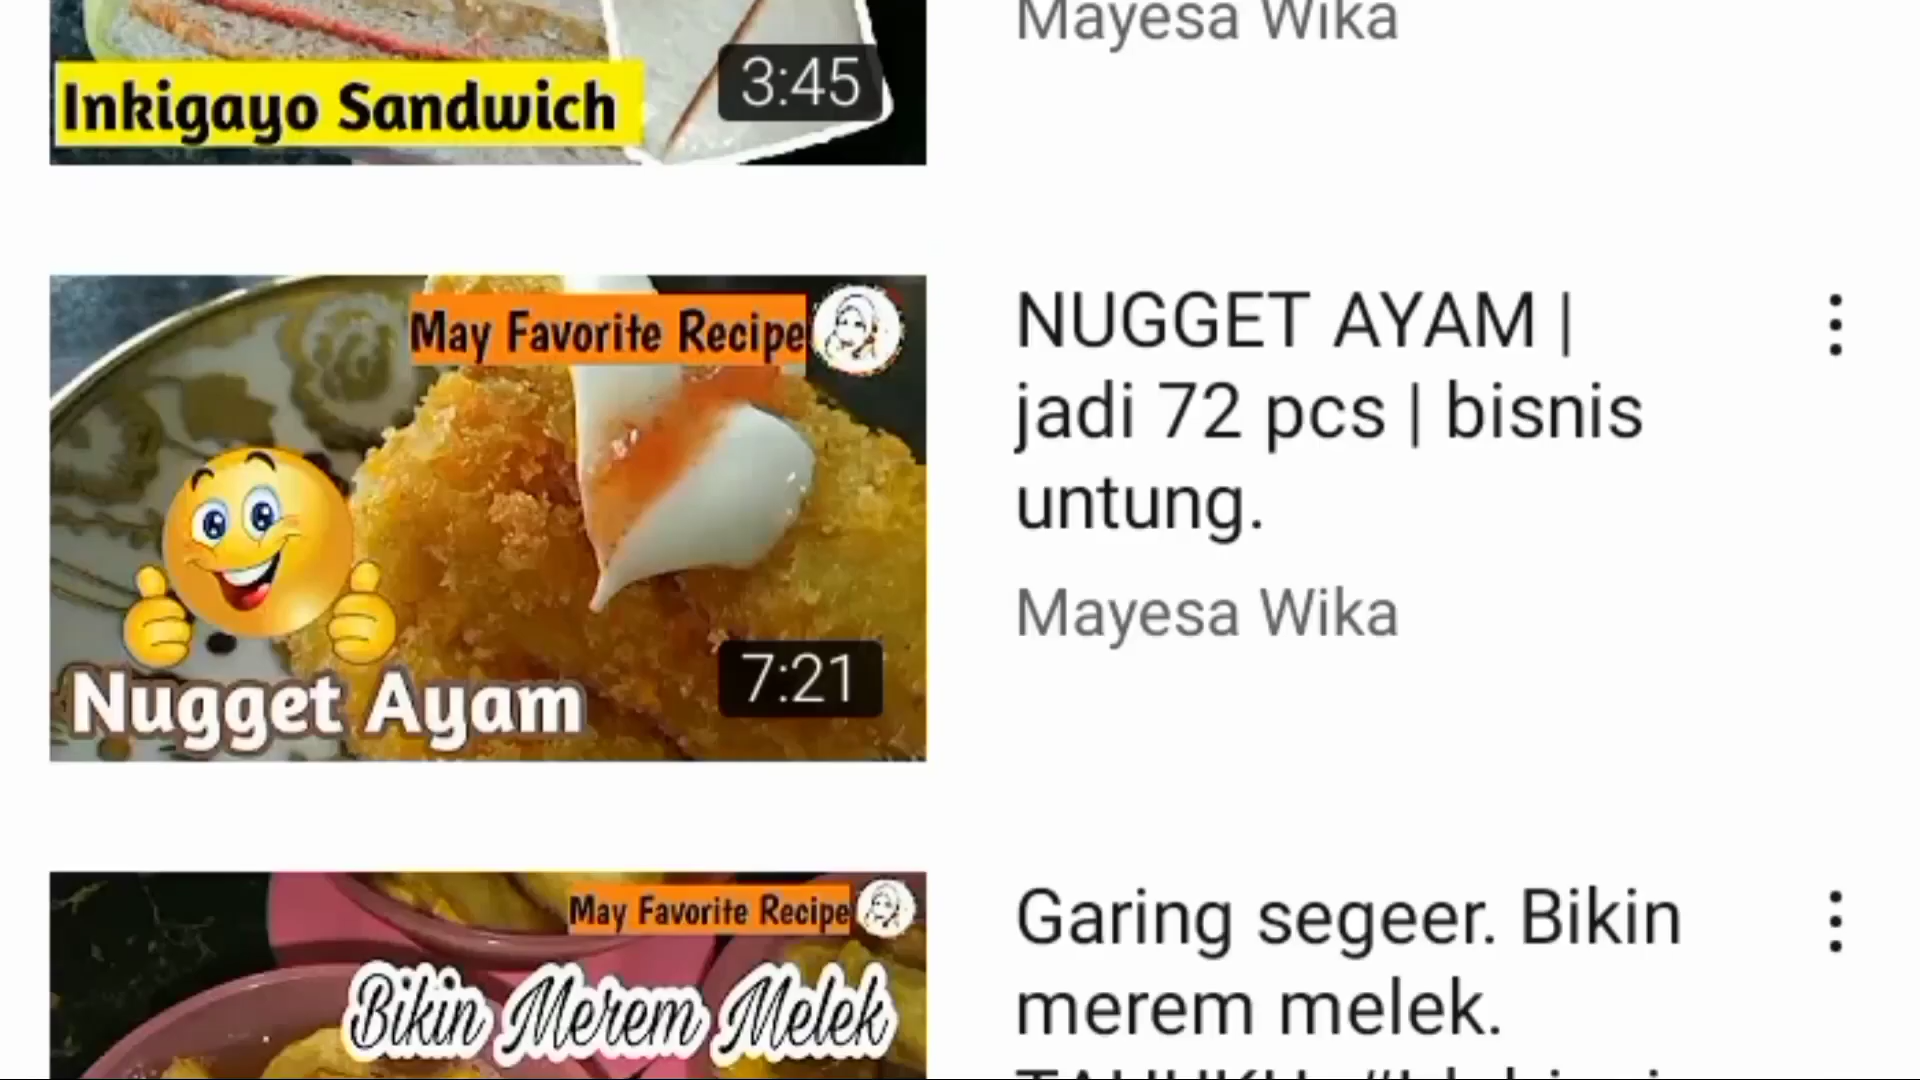 Mayesa Wika
3:45
Inkigayo Sandwich
May Favorite Recipe
NUGGET AYAM |
jadi 72 pcs | bisnis
untung.
Mayesa Wika
7:21
Nugget Ayam
May Favorite Recipe
Garing segeer. Bikin
merem melek.
Bikin Merem Melek